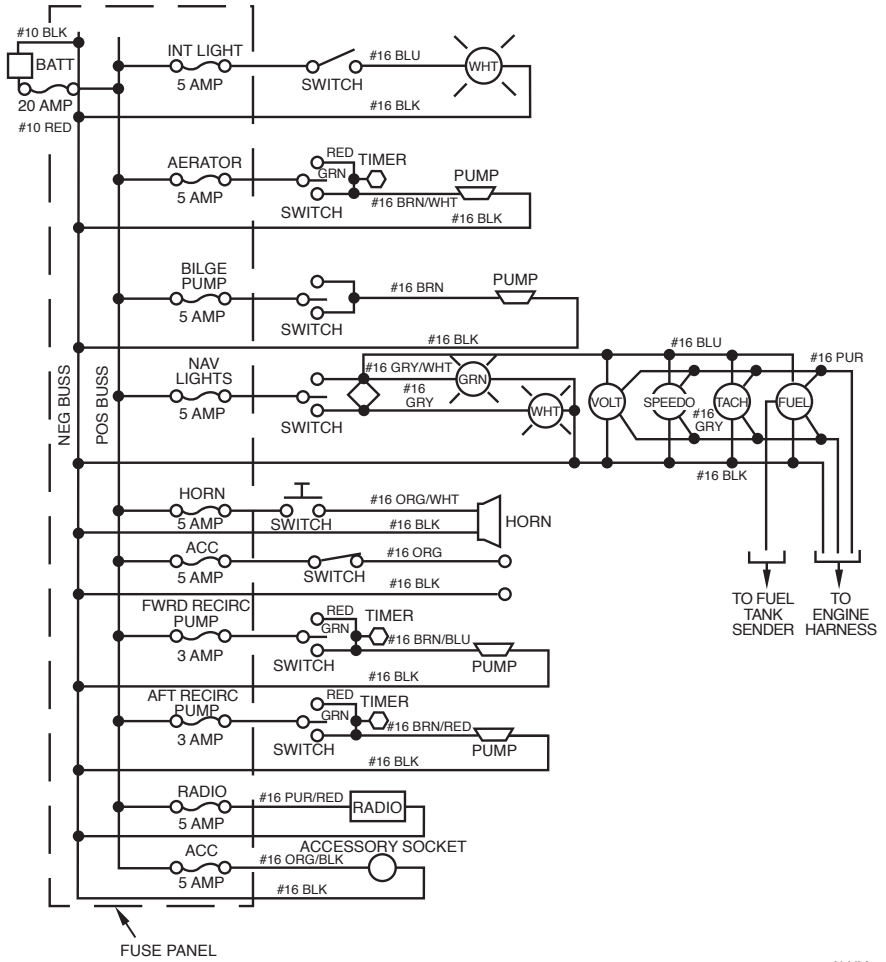 #10 BLK
BATT
20 AMP
#10 RED
INT LIGHT
5 AMP
SWITCH
#16 BLU
WHT
#16 BLK
AERATOR
5 AMP
SWITCH
RED
GRN
TIMER
#16 BRN/WHT
PUMP
#16 BLK
BILGE
PUMP
5 AMP
SWITCH
#16 BRN
PUMP
#16 BLK
NEG BUSS
POS BUSS
NAV
LIGHTS
5 AMP
SWITCH
#16 GRY/WHT
#16
GRY
GRN
WHT
#16 BLU
#16 PUR
VOLT
SPEEDO
TACH
FUEL
#16
GRY
#16 BLK
HORN
5 AMP
SWITCH
#16 ORG/WHT
#16 BLK
HORN
ACC
5 AMP
SWITCH
#16 ORG
#16 BLK
TO FUEL
TANK
SENDER
TO
ENGINE
HARNESS
FWRD RECIRC
PUMP
3 AMP
SWITCH
RED
GRN
TIMER
#16 BRN/BLU
PUMP
#16 BLK
AFT RECIRC
PUMP
3 AMP
SWITCH
RED
GRN
TIMER
#16 BRN/RED
PUMP
#16 BLK
RADIO
5 AMP
#16 PUR/RED
RADIO
ACC
5 AMP
ACCESSORY SOCKET
#16 ORG/BLK
#16 BLK
FUSE PANEL